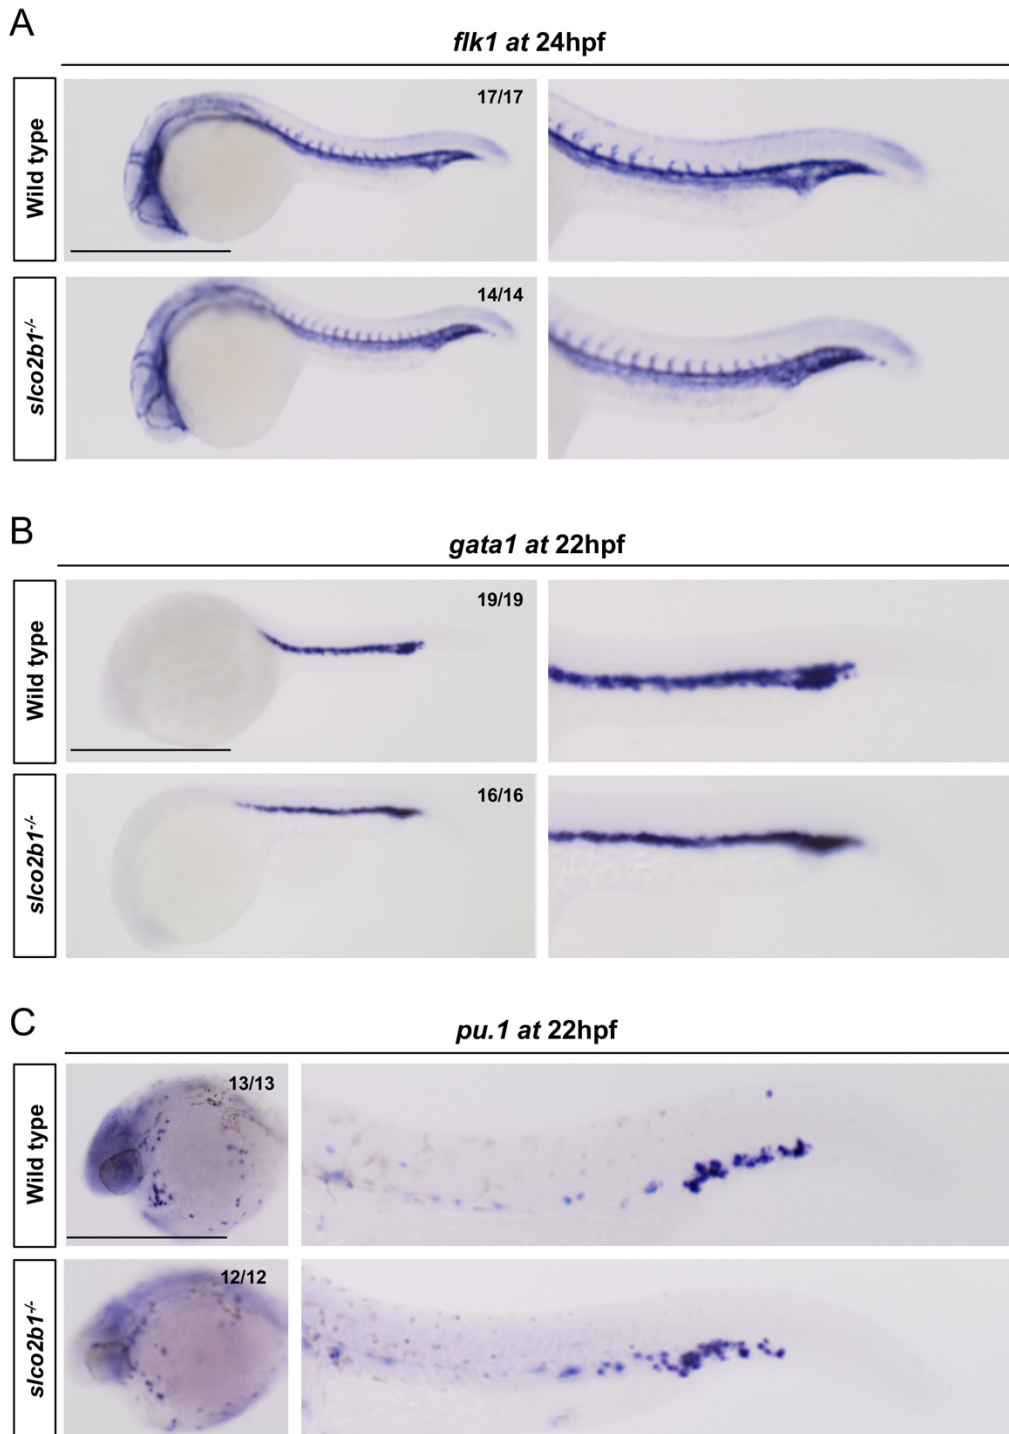 A
flk1 at 24hpf
Wild type
17/17
slco2b1-/-
14/14
B
gata1 at 22hpf
Wild type
19/19
slco2b1-/-
16/16
C
pu.1 at 22hpf
Wild type
13/13
slco2b1-/-
12/12